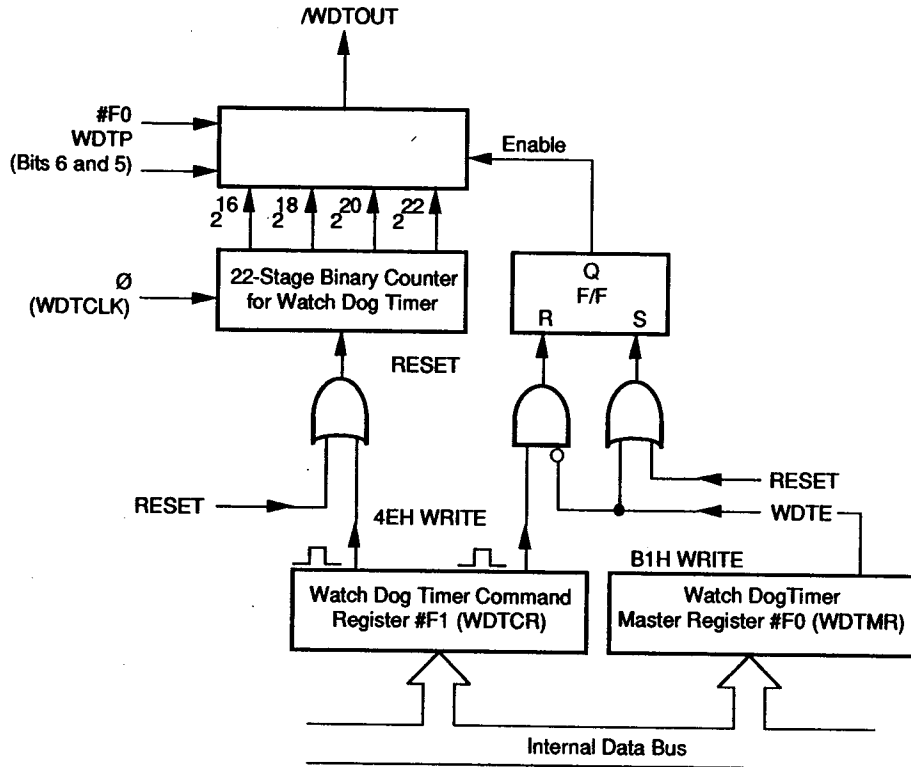 /WDTOUT
#F0
WDTP
(Bits 6 and 5)
Enable
2^16 2^18 2^20 2^22
Ø
(WDTCLK)
22-Stage Binary Counter
for Watch Dog Timer
Q
F/F
R S
RESET
RESET
RESET
WDTE
4EH WRITE
B1H WRITE
Watch Dog Timer Command
Register #F1 (WDTCR)
Watch DogTimer
Master Register #F0 (WDTMR)
Internal Data Bus